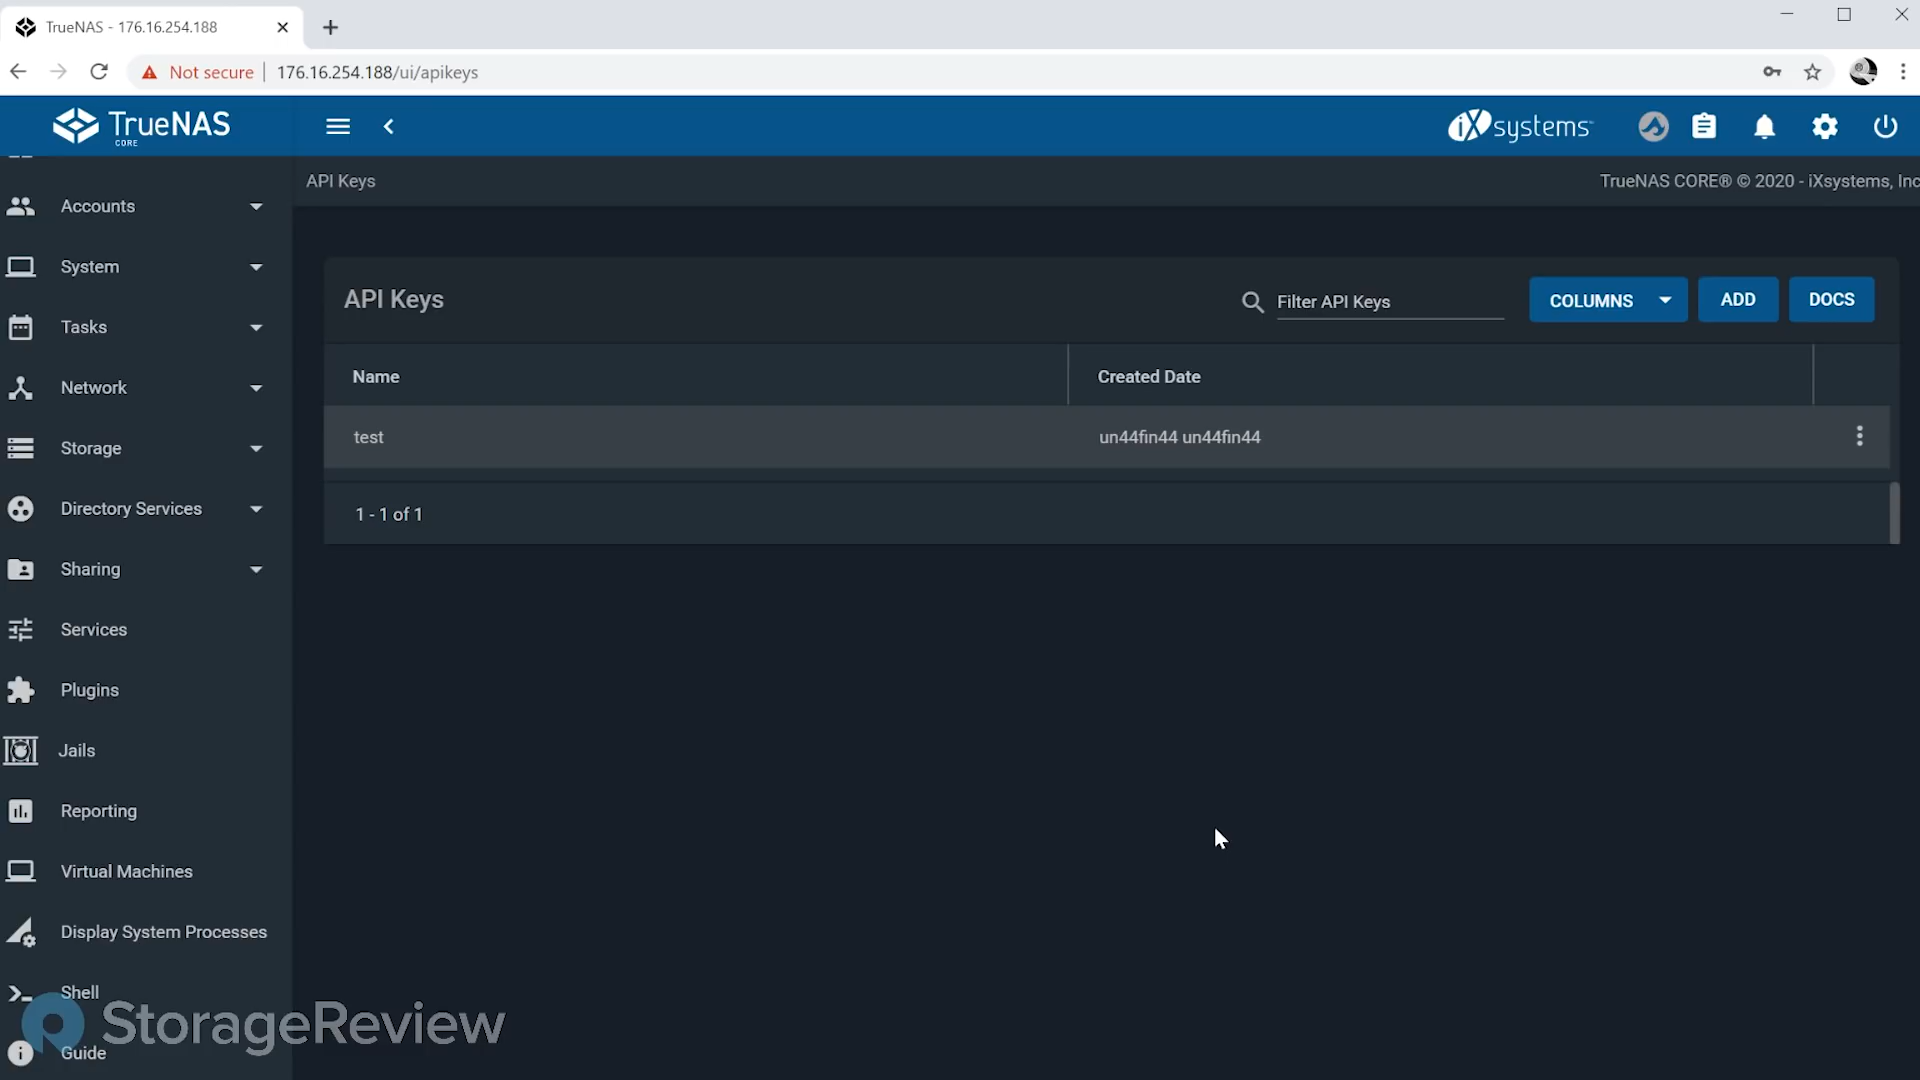 TrueNAS - 176.16.254.188
Not secure
176.16.254.188/ui/apikeys
TrueNAS
CORE
iXsystems
API Keys
TrueNAS CORE® © 2020 - iXsystems, Inc
Accounts
System
Tasks
Network
Storage
Directory Services
Sharing
Services
Plugins
Jails
Reporting
Virtual Machines
Display System Processes
Shell
Guide
API Keys
Filter API Keys
COLUMNS
ADD
DOCS
Name
Created Date
test
un44fin44 un44fin44
1 - 1 of 1
StorageReview